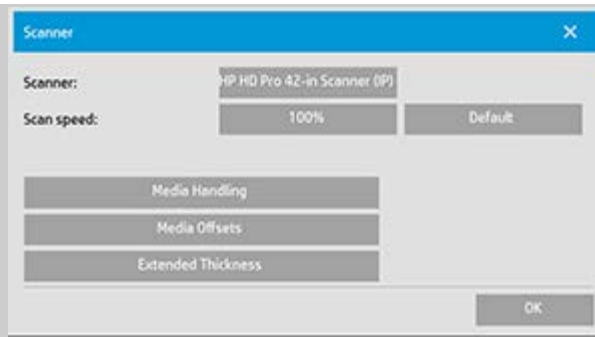 Scanner
Scanner: HP HD Pro 42-in Scanner (IP)
Scan speed: 100% Default
Media Handling
Media Offsets
Extended Thickness
OK